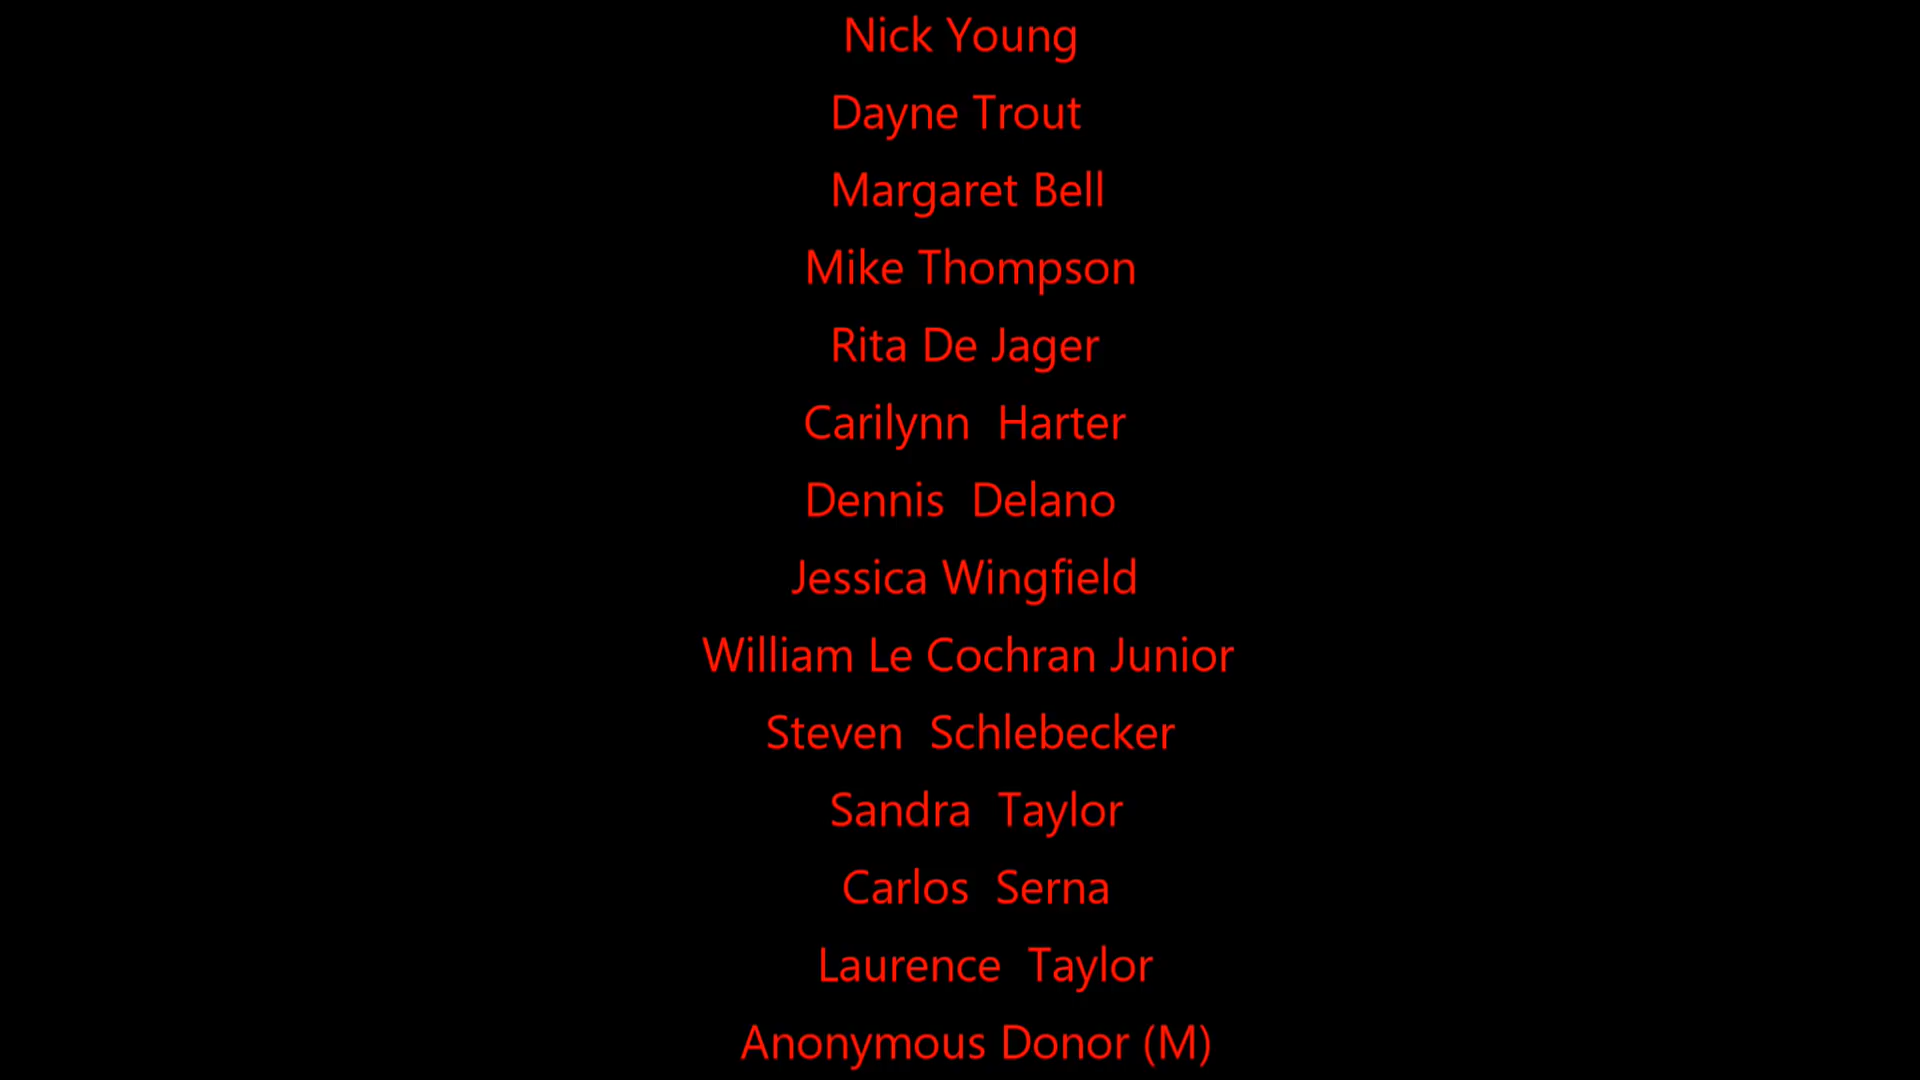 Nick Young
Dayne Trout
Margaret Bell
Mike Thompson
Rita De Jager
Carilynn  Harter
Dennis  Delano
Jessica Wingfield
William Le Cochran Junior
Steven  Schlebecker
Sandra  Taylor
Carlos  Serna
Laurence  Taylor
Anonymous Donor (M)